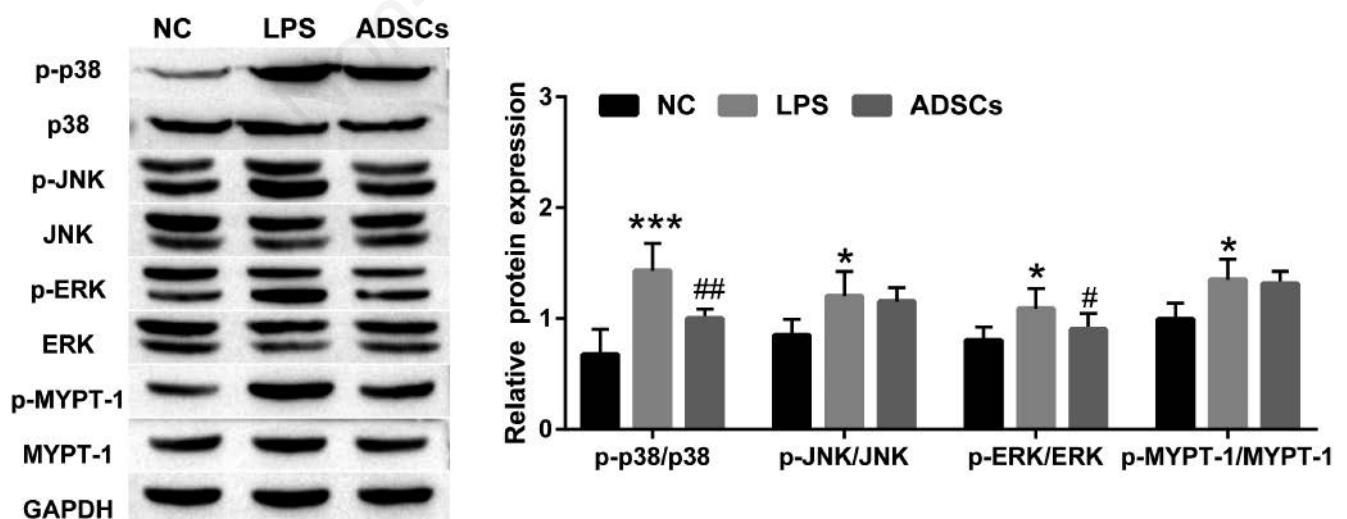 NC LPS ADSCs
p-p38
p38
p-JNK
JNK
p-ERK
ERK
p-MYPT-1
MYPT-1
GAPDH
Relative protein expression
3
2
1
0
NC LPS ADSCs
***
##
*
*
#
*
p-p38/p38 p-JNK/JNK p-ERK/ERK p-MYPT-1/MYPT-1